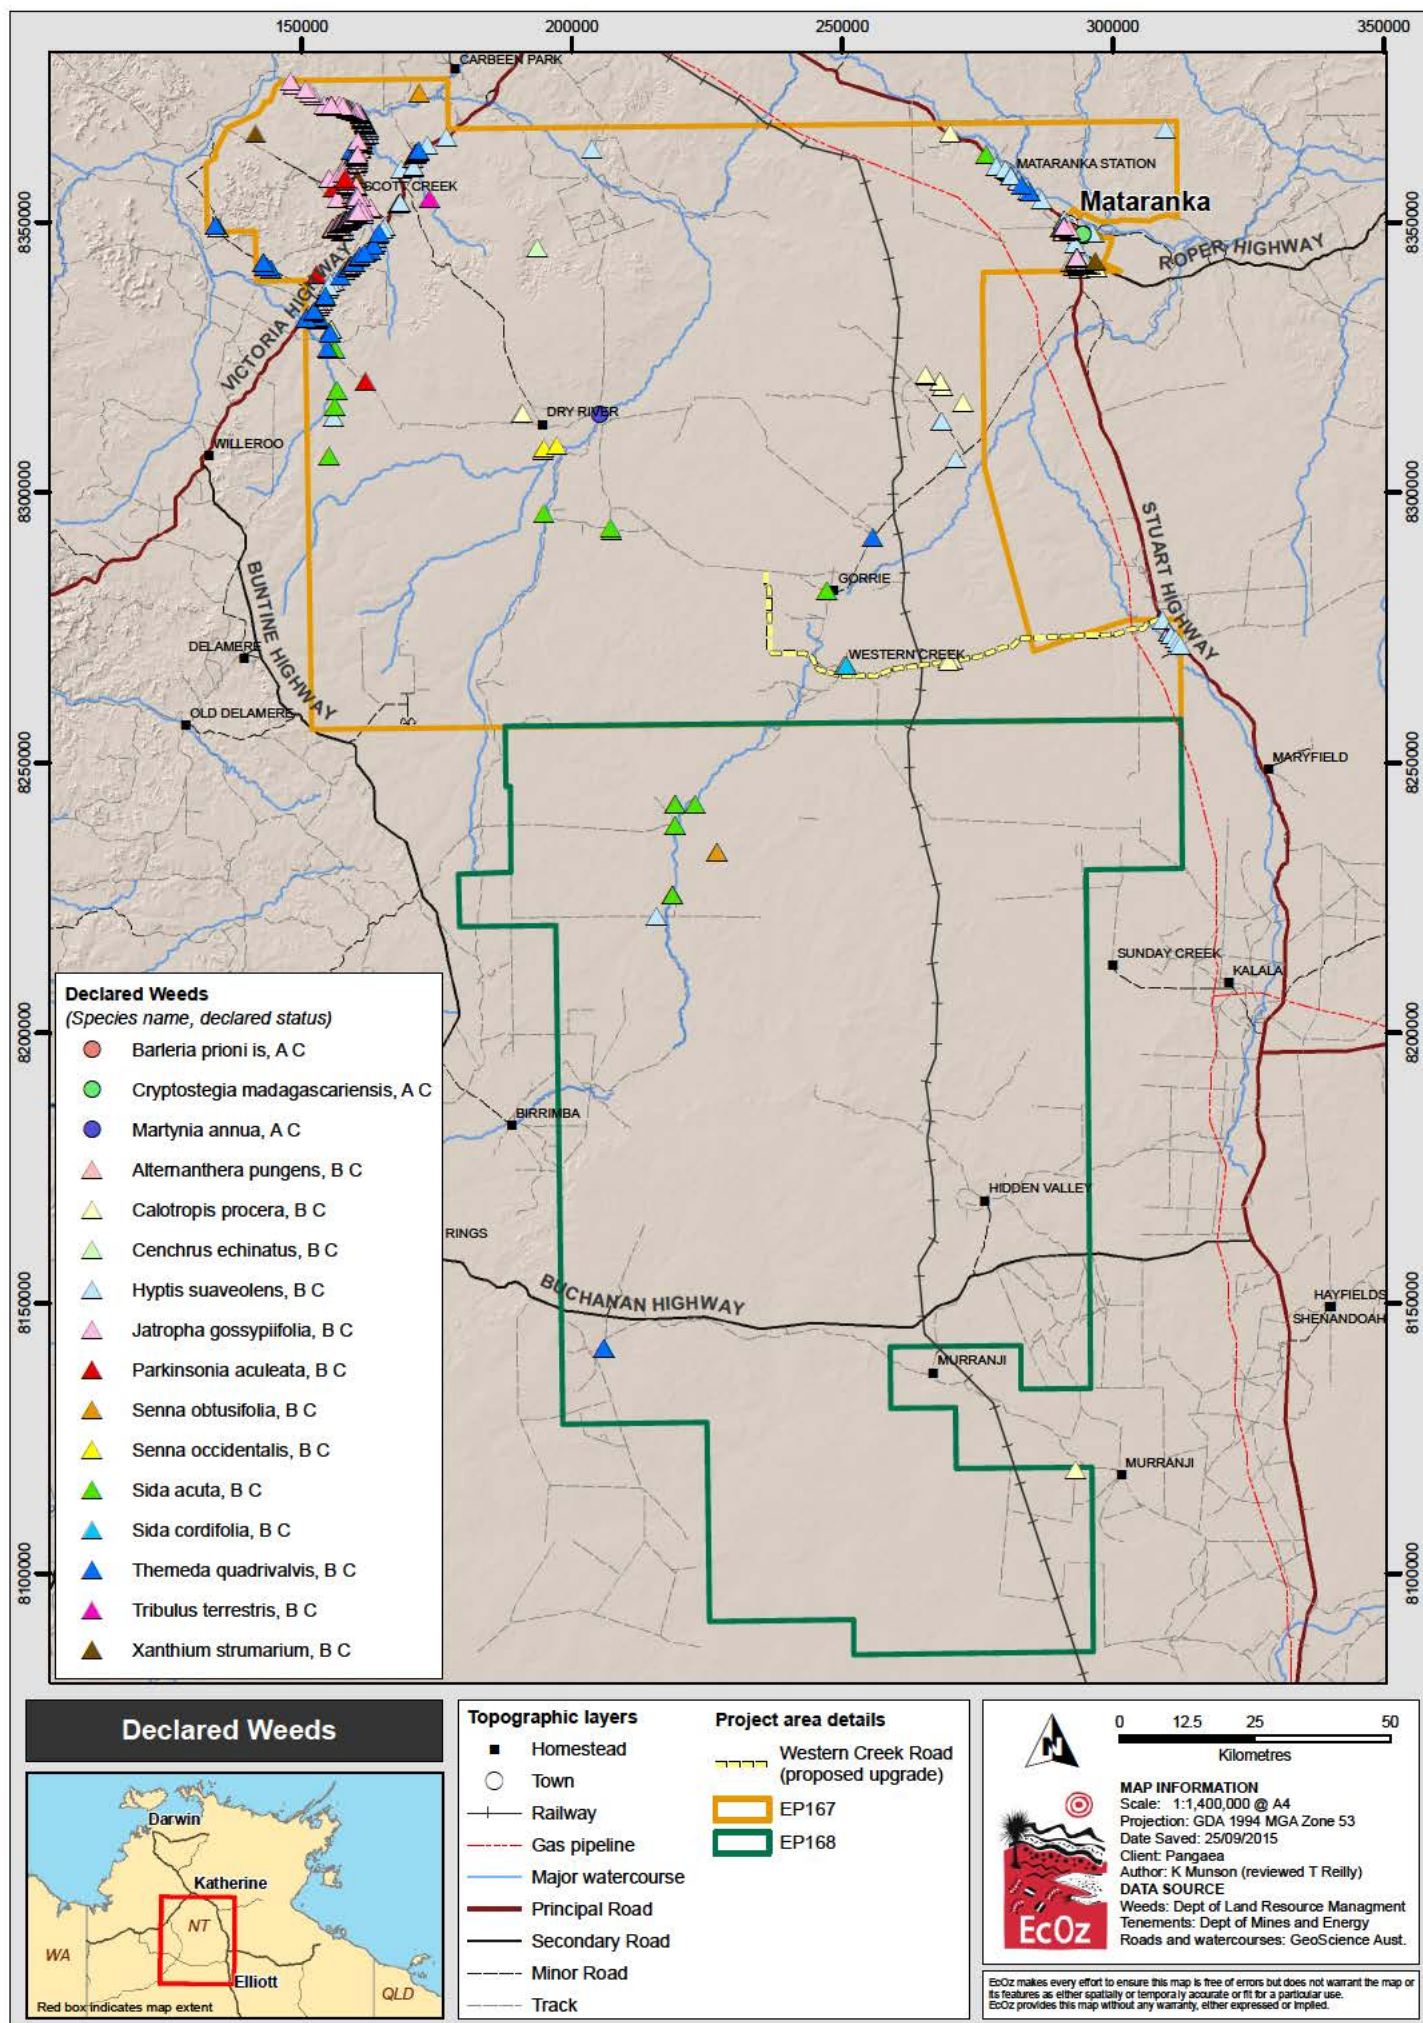 150000
200000
250000
300000
350000
CARBEEN PARK
MATARANKA STATION
SCOTT CREEK
Mataranka
8350000
8350000
ROPER HIGHWAY
VICTORIA HIGHWAY
DRY RIVER
WILLEROO
8300000
8300000
STUART HIGHWAY
GORRIE
BUNTINE HIGHWAY
DELAMERE
WESTERN CREEK
OLD DELAMERE
8250000
8250000
MARYFIELD
SUNDAY CREEK
KALALA
8200000
8200000
BIRRIMBA
HIDDEN VALLEY
RINGS
BUCHANAN HIGHWAY
8150000
8150000
HAYFIELDS
SHENANDOAH
MURRANJI
MURRANJI
8100000
8100000
Declared Weeds
(Species name, declared status)
Barleria prioni is, A C
Cryptostegia madagascariensis, A C
Martynia annua, A C
Alternanthera pungens, B C
Calotropis procera, B C
Cenchrus echinatus, B C
Hyptis suaveolens, B C
Jatropha gossypiifolia, B C
Parkinsonia aculeata, B C
Senna obtusifolia, B C
Senna occidentalis, B C
Sida acuta, B C
Sida cordifolia, B C
Themeda quadrivalvis, B C
Tribulus terrestris, B C
Xanthium strumarium, B C
Declared Weeds
Darwin
Katherine
NT
WA
Elliott
QLD
Red box indicates map extent
Topographic layers
Homestead
Town
Railway
Gas pipeline
Major watercourse
Principal Road
Secondary Road
Minor Road
Track
Project area details
Western Creek Road
(proposed upgrade)
EP167
EP168
N
0 12.5 25 50
Kilometres
MAP INFORMATION
Scale: 1:1,400,000 @ A4
Projection: GDA 1994 MGA Zone 53
Date Saved: 25/09/2015
Client: Pangaea
Author: K Munson (reviewed T Reilly)
DATA SOURCE
Weeds: Dept of Land Resource Managment
Tenements: Dept of Mines and Energy
Roads and watercourses: GeoScience Aust.
EcOz
EcOz makes every effort to ensure this map is free of errors but does not warrant the map or
its features as either spatially or tempora ly accurate or fit for a particular use.
EcOz provides this map without any warranty, either expressed or implied.